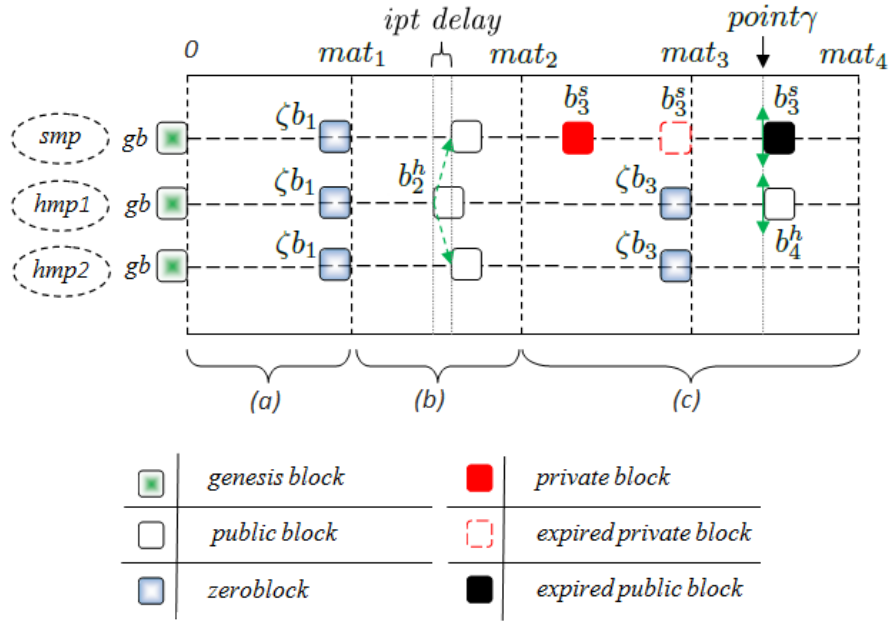 ipt delay
pointγ
0 mat₁ mat₂ mat₃ mat₄
smp gb ζb₁ b₃ˢ b₃ˢ b₃ˢ
hmp1 gb ζb₁ b₂ʰ ζb₃
hmp2 gb ζb₁ ζb₃ b₄ʰ
(a) (b) (c)
genesis block private block
public block expired private block
zeroblock expired public block